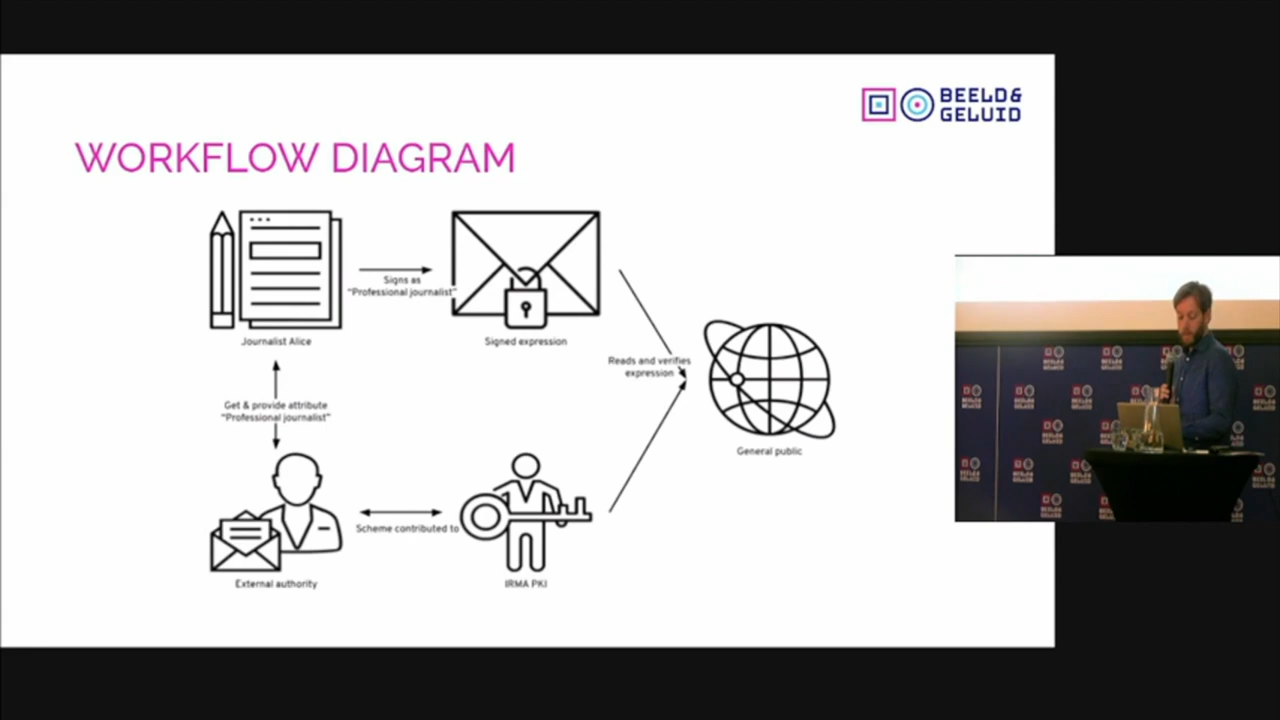 BEELD&
GELUID
WORKFLOW DIAGRAM
Signs as
"Professional journalist"
Journalist Alice
Signed expression
Reads and verifies
expression
Get & provide attribute
"Professional journalist"
General public
Scheme contributed to
External authority
IRMA PKI